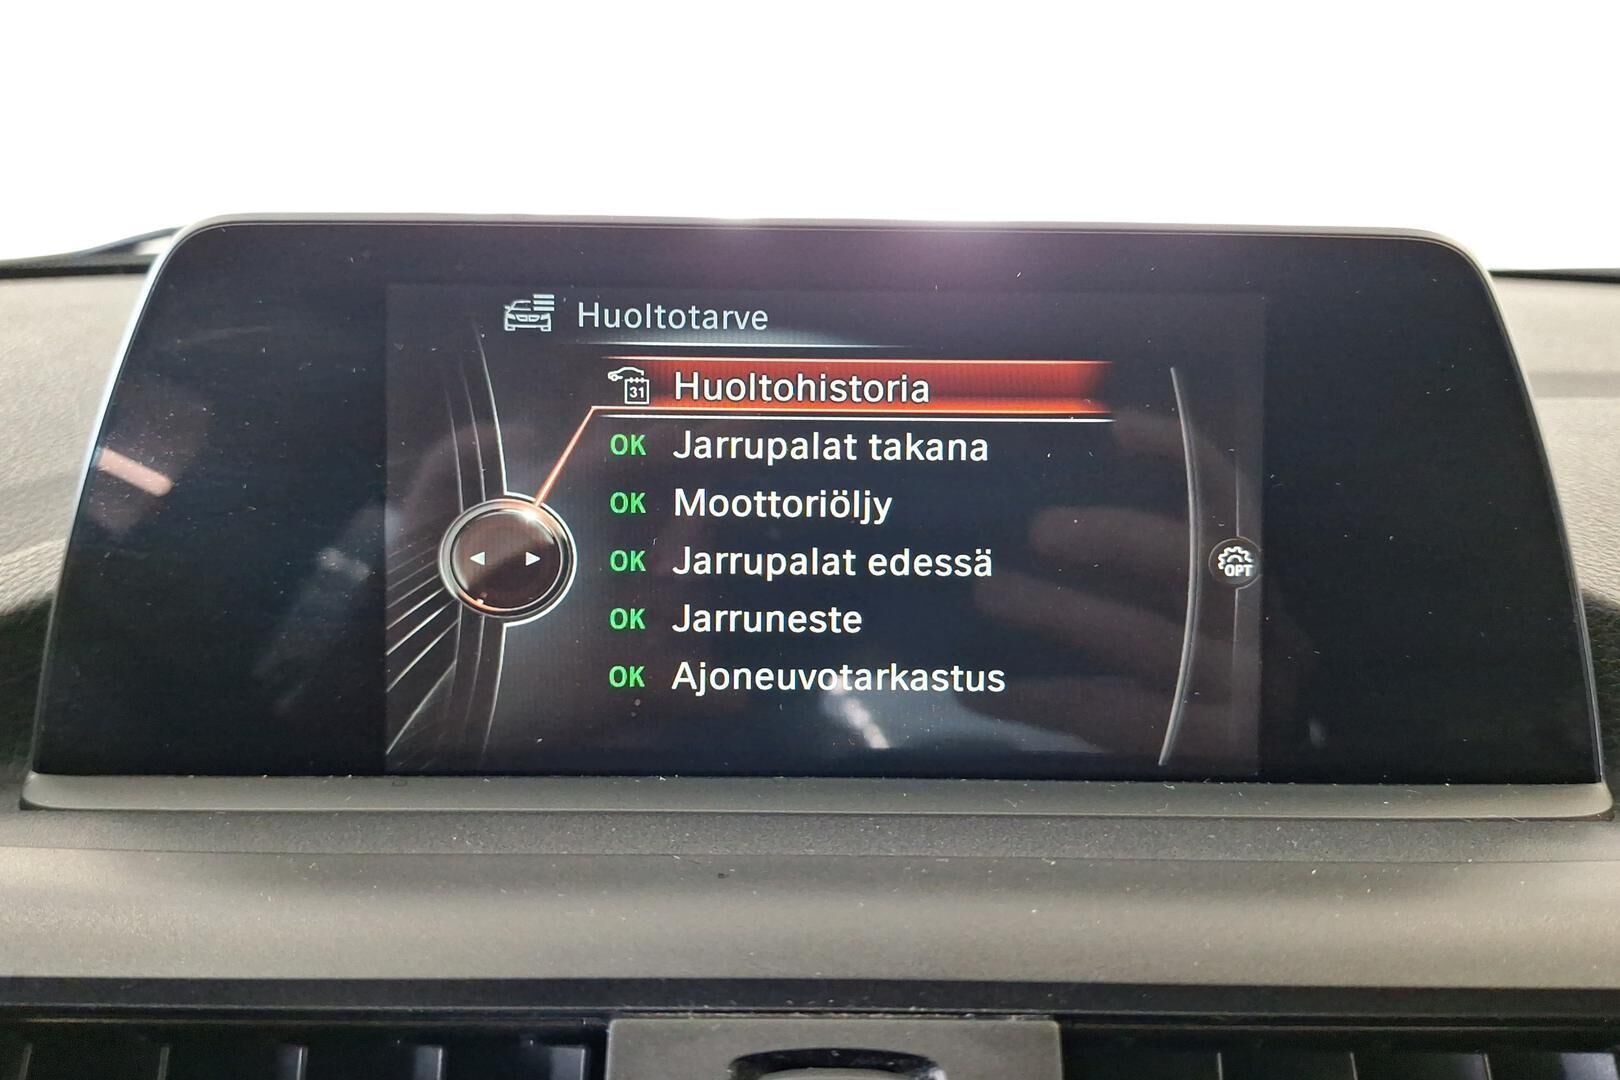 Huoltotarve
31 Huoltohistoria
OK Jarrupalat takana
OK Moottoriöljy
OK Jarrupalat edessä
OPT
OK Jarruneste
OK Ajoneuvotarkastus